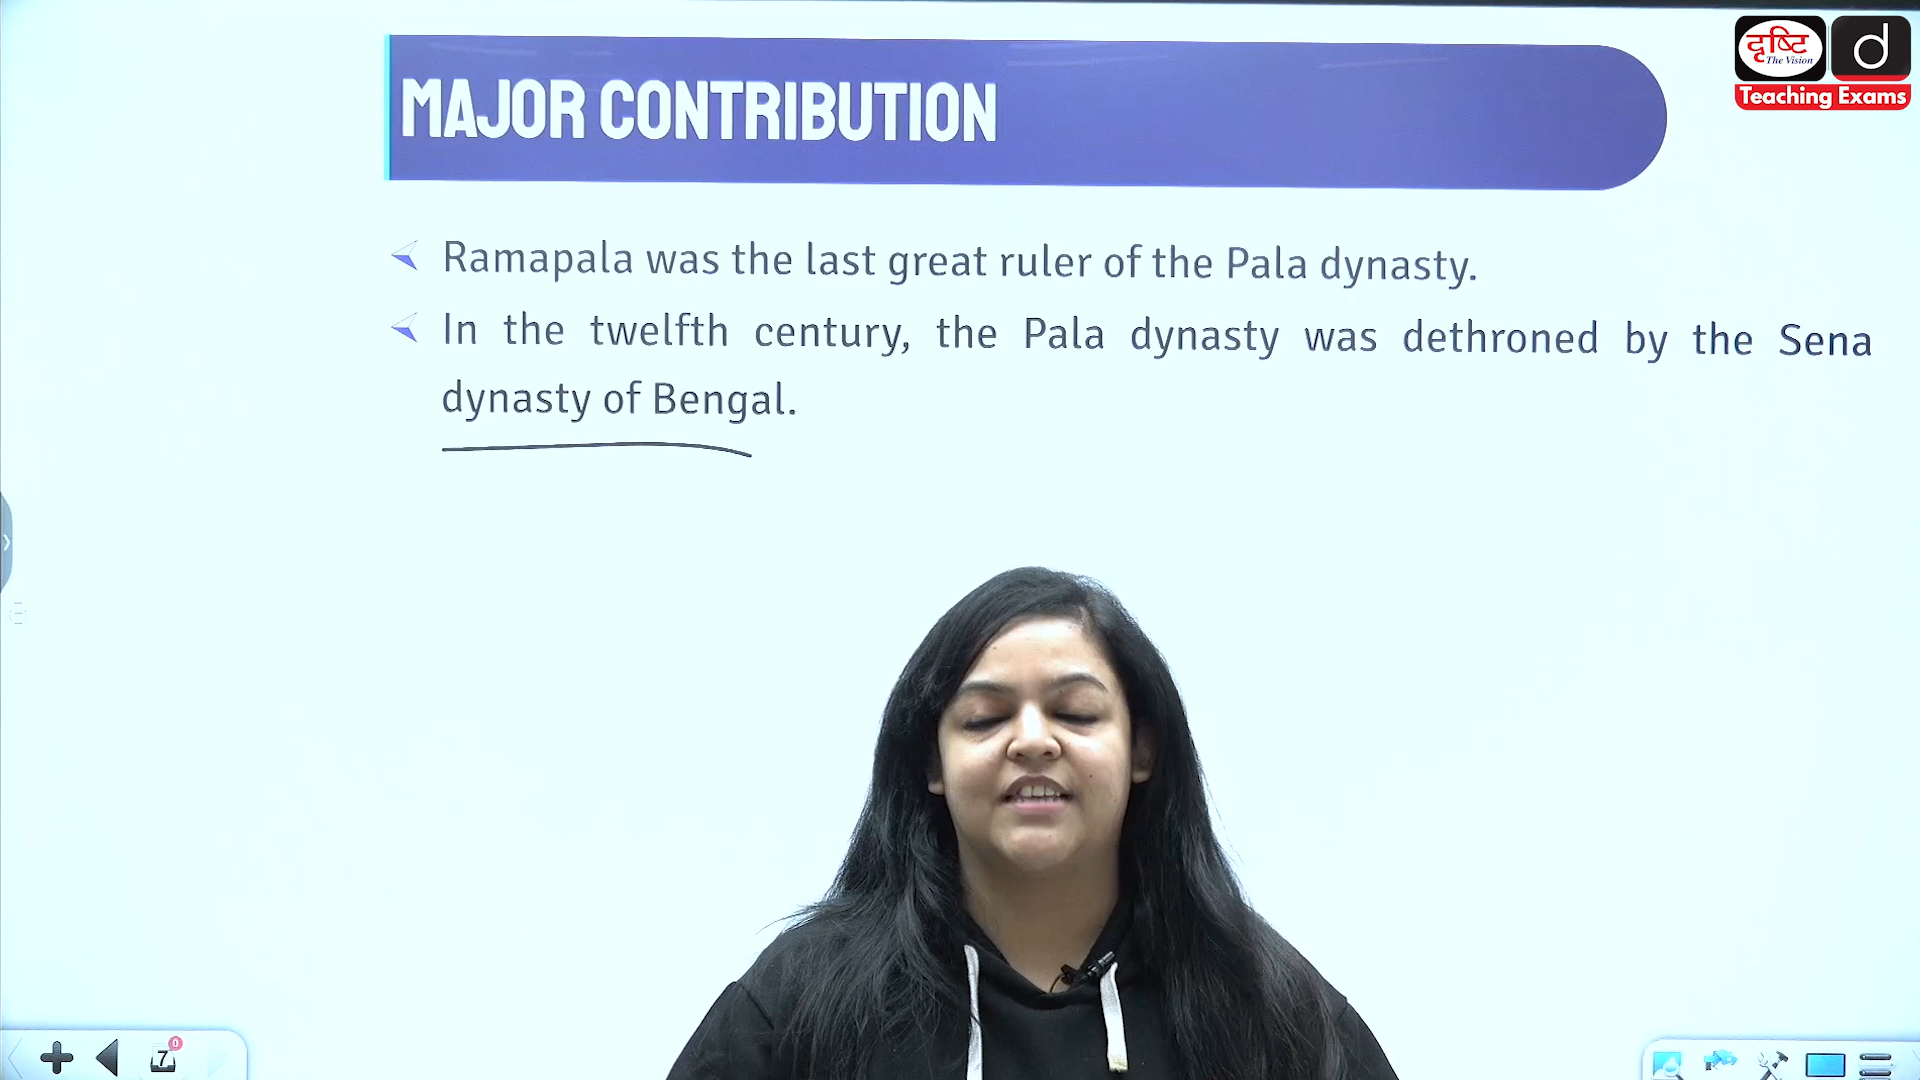 MAJOR CONTRIBUTION
दृष्टि
The Vision
d
Teaching Exams
Ramapala was the last great ruler of the Pala dynasty.
In the twelfth century, the Pala dynasty was dethroned by the Sena
dynasty of Bengal.
7
0